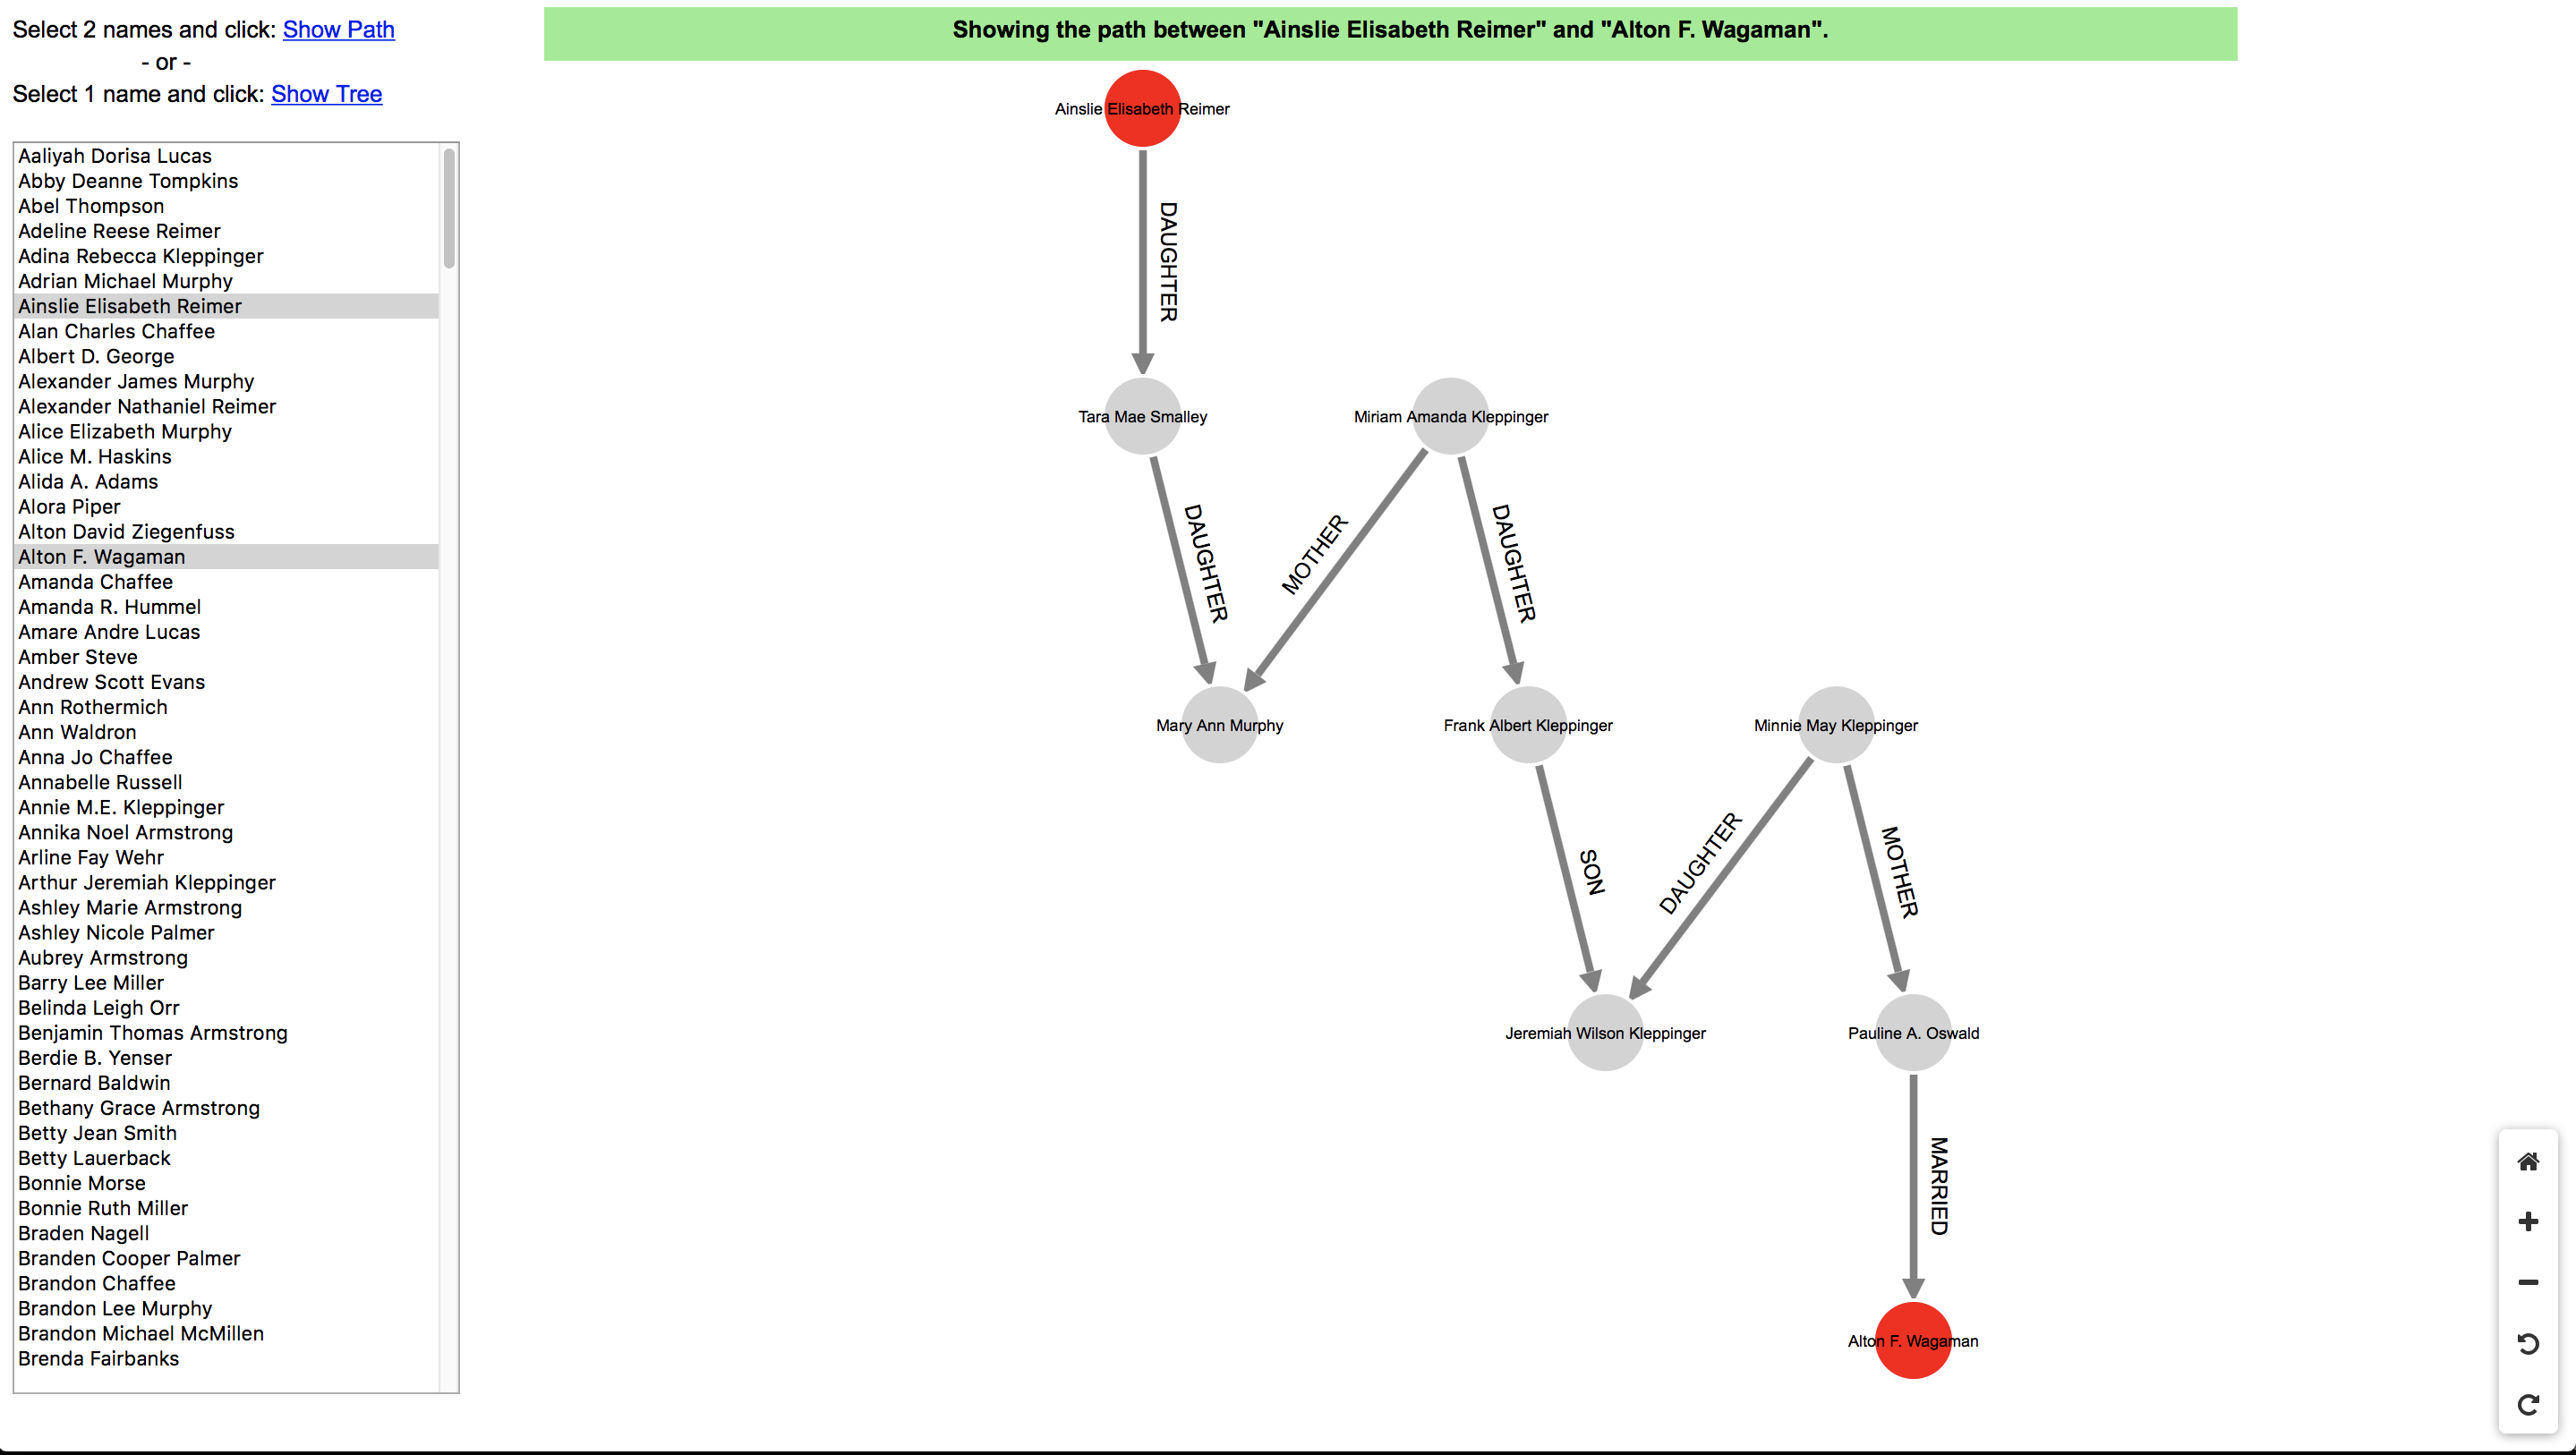 Select 2 names and click: Show Path
- or -
Select 1 name and click: Show Tree
Aaliyah Dorisa Lucas
Abby Deanne Tompkins
Abel Thompson
Adeline Reese Reimer
Adina Rebecca Kleppinger
Adrian Michael Murphy
Ainslie Elisabeth Reimer
Alan Charles Chaffee
Albert D. George
Alexander James Murphy
Alexander Nathaniel Reimer
Alice Elizabeth Murphy
Alice M. Haskins
Alida A. Adams
Alora Piper
Alton David Ziegenfuss
Alton F. Wagaman
Amanda Chaffee
Amanda R. Hummel
Amare Andre Lucas
Amber Steve
Andrew Scott Evans
Ann Rothermich
Ann Waldron
Anna Jo Chaffee
Annabelle Russell
Annie M.E. Kleppinger
Annika Noel Armstrong
Arline Fay Wehr
Arthur Jeremiah Kleppinger
Ashley Marie Armstrong
Ashley Nicole Palmer
Aubrey Armstrong
Barry Lee Miller
Belinda Leigh Orr
Benjamin Thomas Armstrong
Berdie B. Yenser
Bernard Baldwin
Bethany Grace Armstrong
Betty Jean Smith
Betty Lauerback
Bonnie Morse
Bonnie Ruth Miller
Braden Nagell
Branden Cooper Palmer
Brandon Chaffee
Brandon Lee Murphy
Brandon Michael McMillen
Brenda Fairbanks
Showing the path between "Ainslie Elisabeth Reimer" and "Alton F. Wagaman".
Ainslie Elisabeth Reimer
DAUGHTER
Tara Mae Smalley
Miriam Amanda Kleppinger
DAUGHTER
MOTHER
DAUGHTER
Mary Ann Murphy
Frank Albert Kleppinger
Minnie May Kleppinger
SON
DAUGHTER
MOTHER
Jeremiah Wilson Kleppinger
Pauline A. Oswald
MARRIED
Alton F. Wagaman